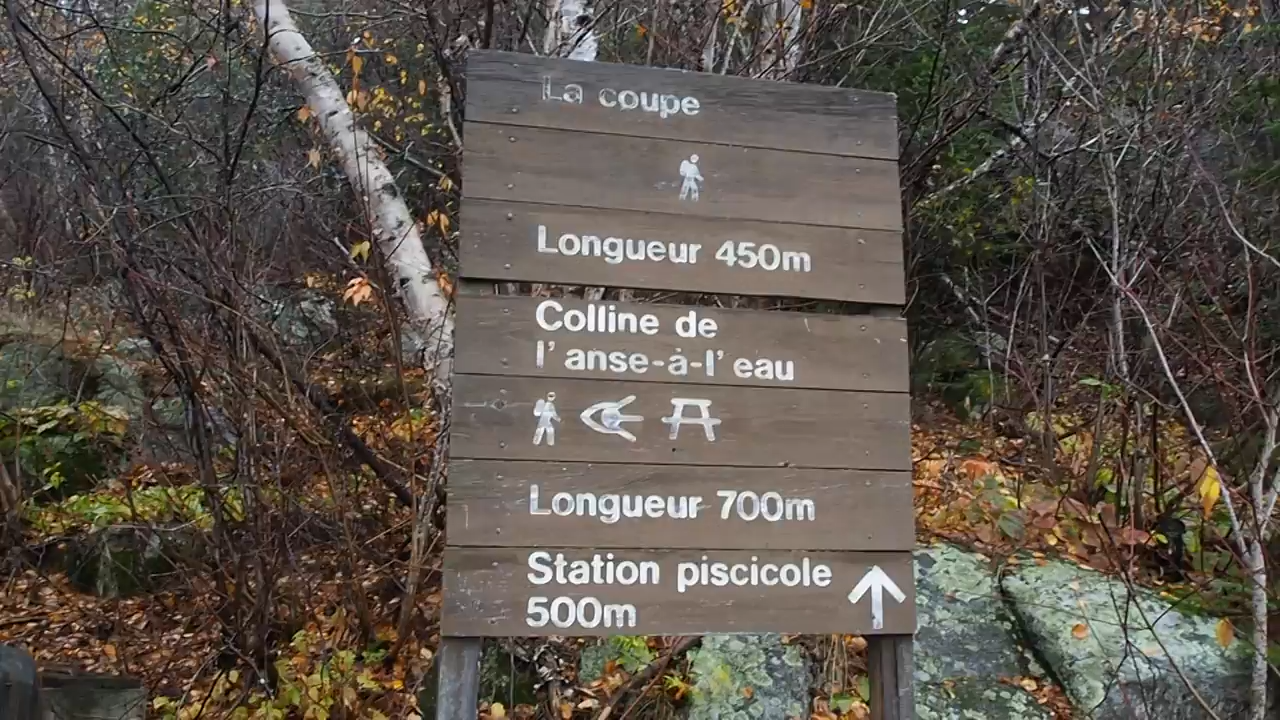 La coupe
Longueur 450m
Colline de
l'anse-à-l'eau
Longueur 700m
Station piscicole
500m